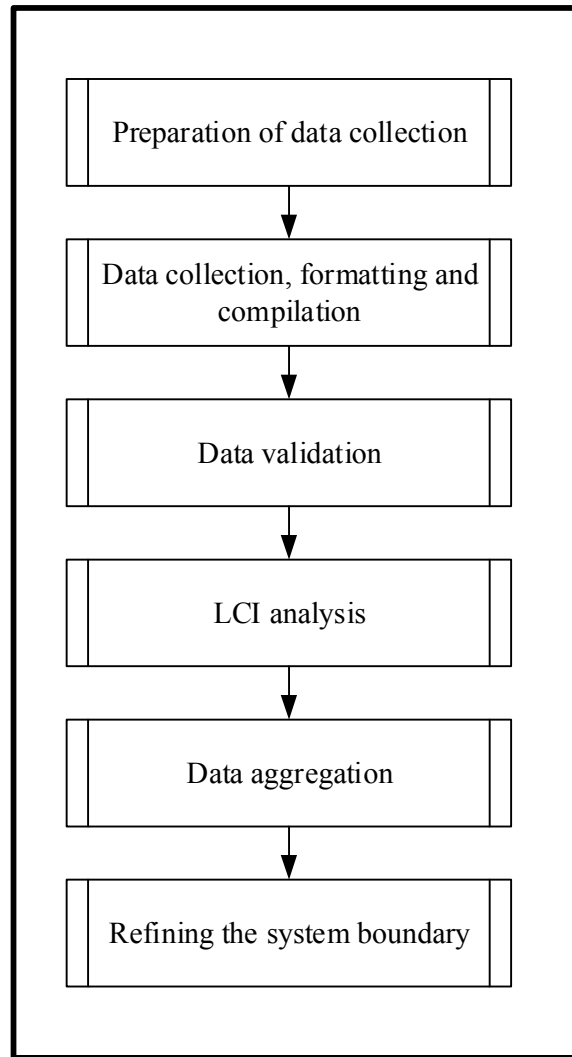 Preparation of data collection
Data collection, formatting and
compilation
Data validation
LCI analysis
Data aggregation
Refining the system boundary